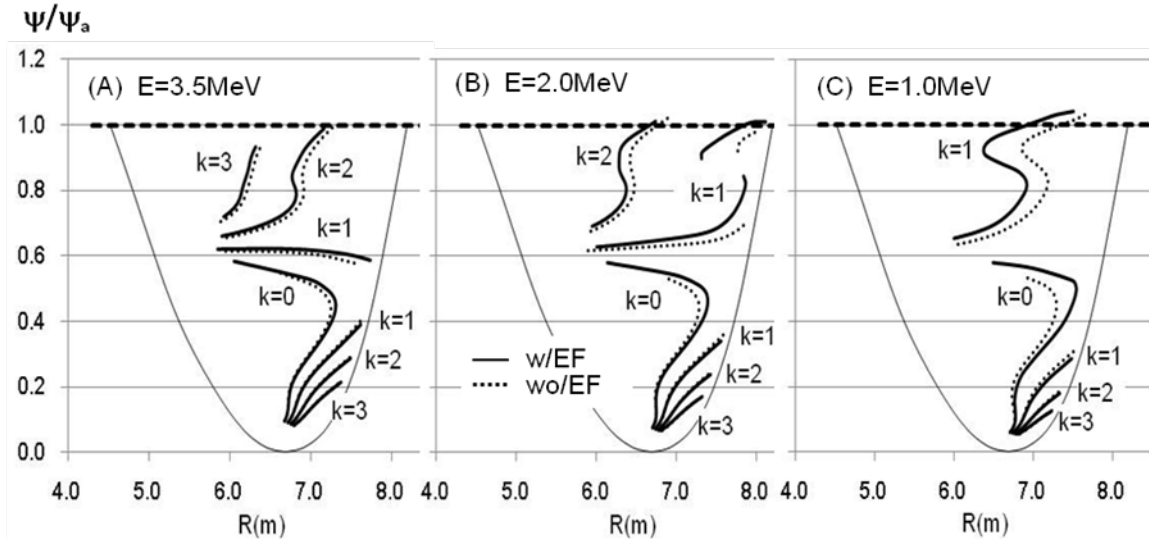 Ψ/Ψa
1.2
1.0
0.8
0.6
0.4
0.2
0.0
(A) E=3.5MeV
k=3
k=2
k=1
k=0
k=1
k=2
k=3
4.0 5.0 6.0 7.0 8.0
R(m)
(B) E=2.0MeV
k=2
k=1
k=0
k=1
k=2
k=3
w/EF
wo/EF
4.0 5.0 6.0 7.0 8.0
R(m)
(C) E=1.0MeV
k=1
k=0
k=1
k=2
k=3
4.0 5.0 6.0 7.0 8.0
R(m)